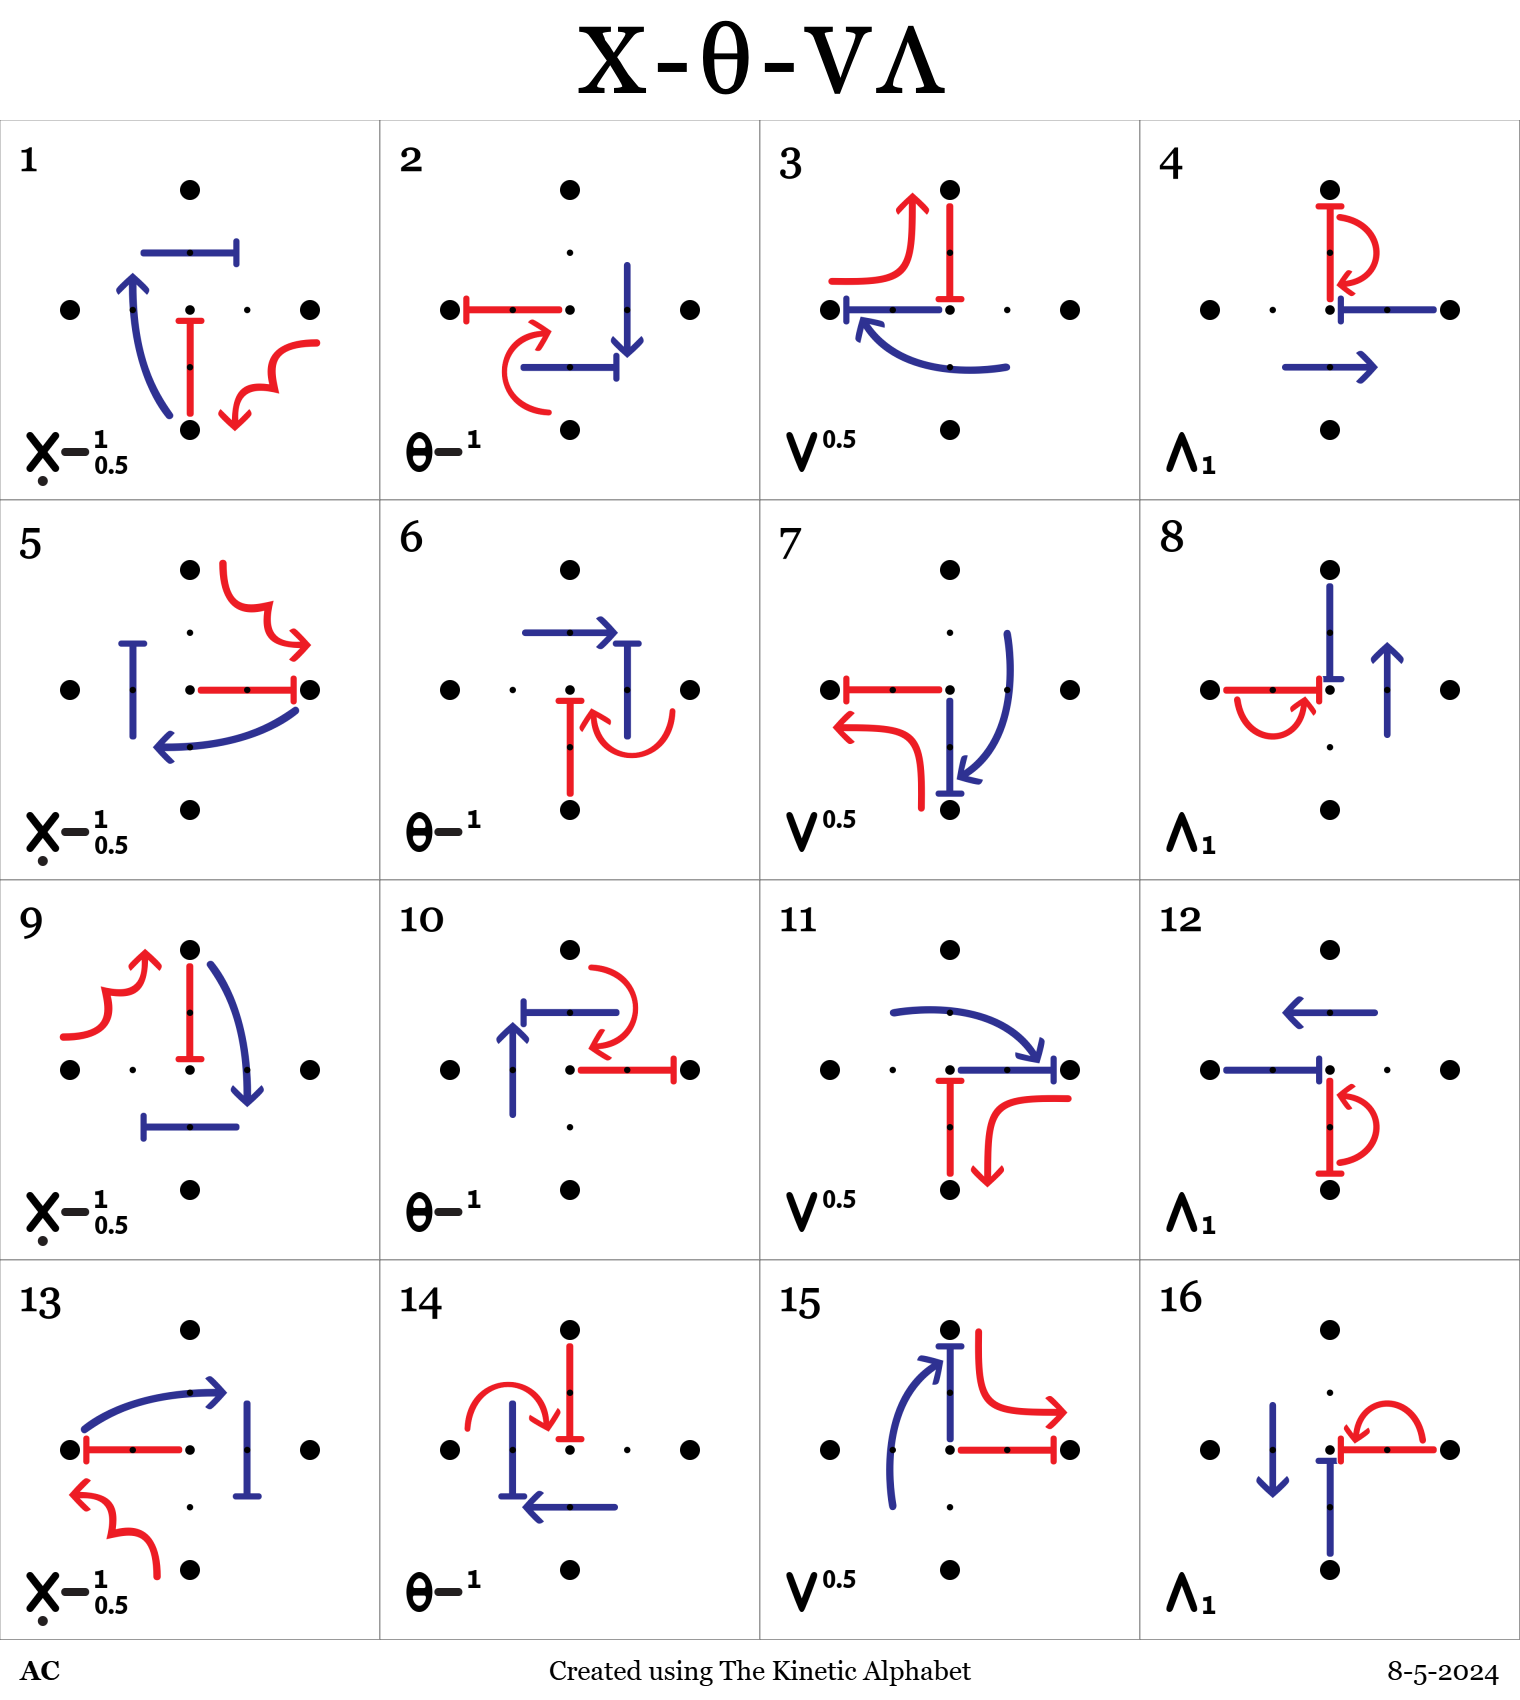 X-θ-VΛ
1
2
3
4
X-1 0.5
θ-1
V0.5
Λ1
5
6
7
8
X-1 0.5
θ-1
V0.5
Λ1
9
10
11
12
X-1 0.5
θ-1
V0.5
Λ1
13
14
15
16
X-1 0.5
θ-1
V0.5
Λ1
AC
Created using The Kinetic Alphabet
8-5-2024